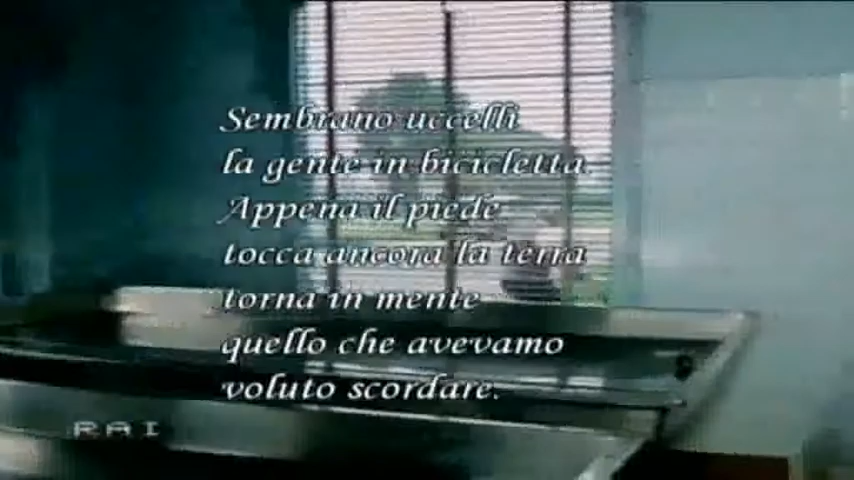 Sembrano uccelli
la gente in bicicletta.
Appena il piede
tocca ancora la terra
torna in mente
quello che avevamo
voluto scordare.
RAI